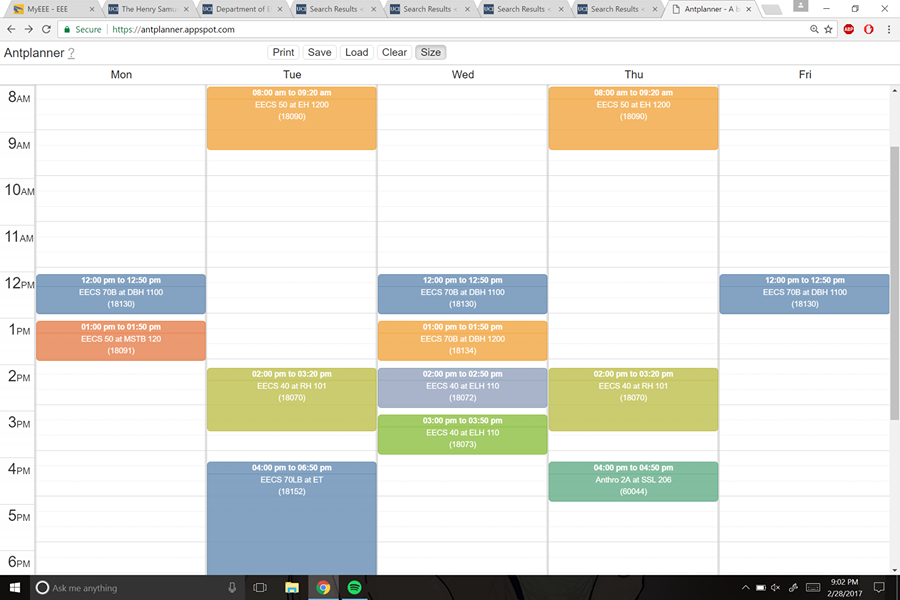 MyEEE - EEE
The Henry Samu
Department of E
Search Results -
Search Results -
Search Results -
Search Results -
Antplanner - A b
Secure https://antplanner.appspot.com
Antplanner ? Print Save Load Clear Size
Mon Tue Wed Thu Fri
8AM
08:00 am to 09:20 am
EECS 50 at EH 1200
(18090)
08:00 am to 09:20 am
EECS 50 at EH 1200
(18090)
9AM
10AM
11AM
12PM
12:00 pm to 12:50 pm
EECS 70B at DBH 1100
(18130)
12:00 pm to 12:50 pm
EECS 70B at DBH 1100
(18130)
12:00 pm to 12:50 pm
EECS 70B at DBH 1100
(18130)
1PM
01:00 pm to 01:50 pm
EECS 50 at MSTB 120
(18091)
01:00 pm to 01:50 pm
EECS 70B at DBH 1200
(18134)
2PM
02:00 pm to 03:20 pm
EECS 40 at RH 101
(18070)
02:00 pm to 02:50 pm
EECS 40 at ELH 110
(18072)
02:00 pm to 03:20 pm
EECS 40 at RH 101
(18070)
3PM
03:00 pm to 03:50 pm
EECS 40 at ELH 110
(18073)
4PM
04:00 pm to 06:50 pm
EECS 70LB at ET
(18152)
04:00 pm to 04:50 pm
Anthro 2A at SSL 206
(60044)
5PM
6PM
Ask me anything
9:02 PM
2/28/2017